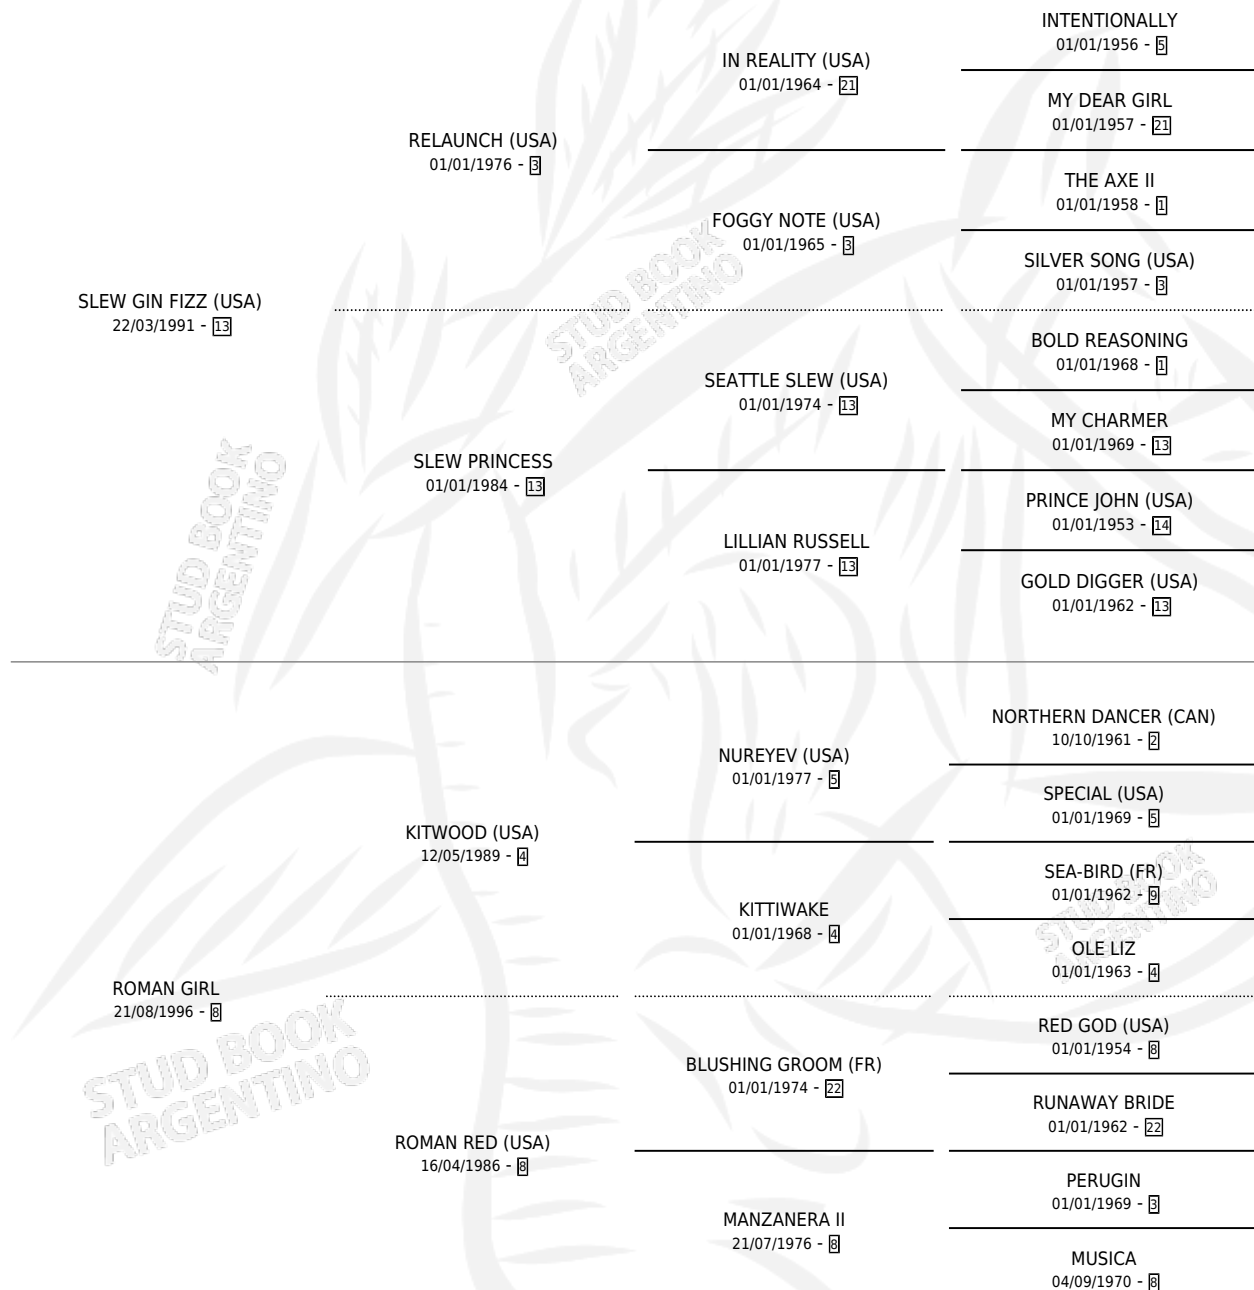 INTENTIONALLY
01/01/1956 - 5
IN REALITY (USA)
01/01/1964 - 21
MY DEAR GIRL
01/01/1957 - 21
RELAUNCH (USA)
01/01/1976 - 3
THE AXE II
01/01/1958 - 1
FOGGY NOTE (USA)
01/01/1965 - 3
SILVER SONG (USA)
01/01/1957 - 3
SLEW GIN FIZZ (USA)
22/03/1991 - 13
STUD BOOK
ARGENTINO
BOLD REASONING
01/01/1968 - 1
SEATTLE SLEW (USA)
01/01/1974 - 13
MY CHARMER
01/01/1969 - 13
SLEW PRINCESS
01/01/1984 - 13
PRINCE JOHN (USA)
01/01/1953 - 14
LILLIAN RUSSELL
01/01/1977 - 13
GOLD DIGGER (USA)
01/01/1962 - 13
STUD BOOK
ARGENTINO
NORTHERN DANCER (CAN)
10/10/1961 - 2
NUREYEV (USA)
01/01/1977 - 5
SPECIAL (USA)
01/01/1969 - 5
KITWOOD (USA)
12/05/1989 - 4
SEA-BIRD (FR)
01/01/1962 - 9
KITTIWAKE
01/01/1968 - 4
STUD BOOK
ARGENTINO
OLE LIZ
01/01/1963 - 4
ROMAN GIRL
21/08/1996 - 8
STUD BOOK
ARGENTINO
RED GOD (USA)
01/01/1954 - 8
BLUSHING GROOM (FR)
01/01/1974 - 22
RUNAWAY BRIDE
01/01/1962 - 22
ROMAN RED (USA)
16/04/1986 - 8
PERUGIN
01/01/1969 - 3
MANZANERA II
21/07/1976 - 8
MUSICA
04/09/1970 - 8